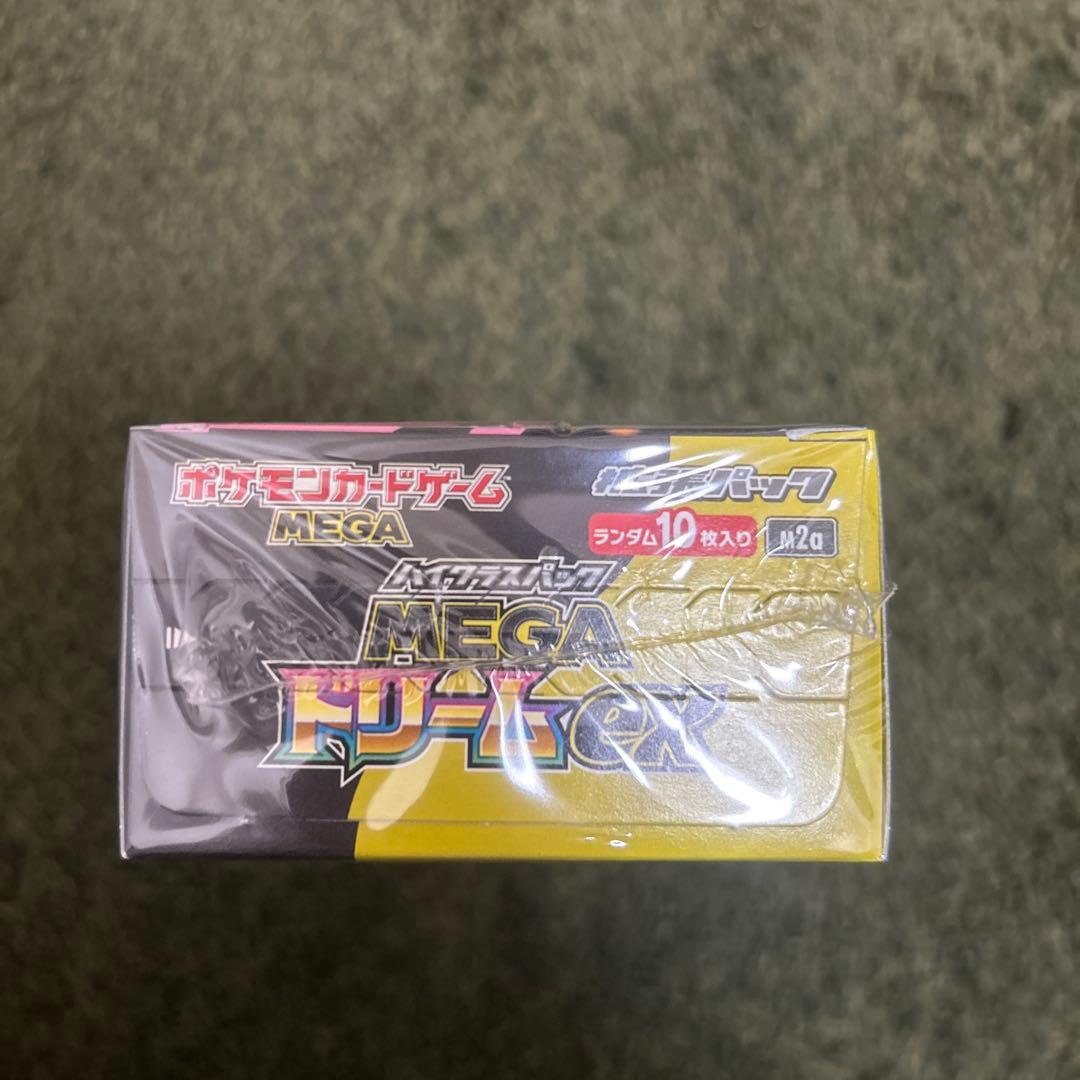 ポケモンカードゲーム
MEGA
拡張パック
ランダム10枚入り
M2a
ハイクラスパック
MEGA
ドリームex